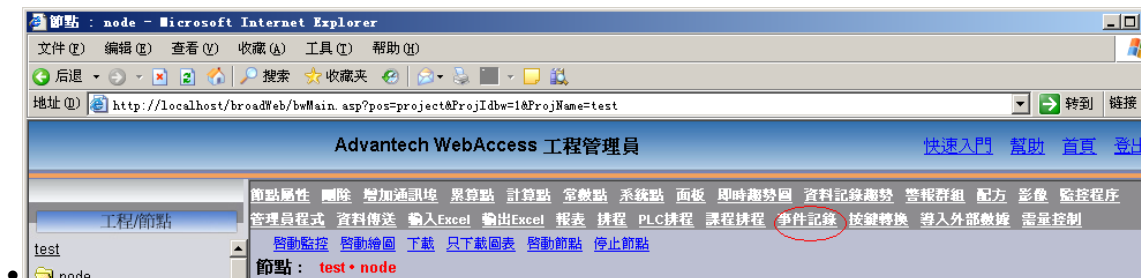 節點 : node - Microsoft Internet Explorer
文件(F) 编辑(E) 查看(V) 收藏(A) 工具(T) 帮助(H)
后退 搜索 收藏夹
地址(D) http://localhost/broadWeb/bwMain.asp?pos=project&ProjIdbw=1&ProjName=test 转到 链接
Advantech WebAccess 工程管理員 快速入門 幫助 首頁 登出
節點屬性 刪除 增加通訊埠 累算點 計算點 常數點 系統點 面板 即時趨勢圖 資料記錄趨勢 警報群組 配方 影像 監控程序
工程/節點 管理員程式 資料傳送 輸入Excel 輸出Excel 報表 排程 PLC排程 課程排程 事件記錄 按鍵轉換 導入外部數據 需量控制
test 啓動監控 啓動繪圖 下載 只下載圖表 啓動節點 停止節點
node 節點： test • node